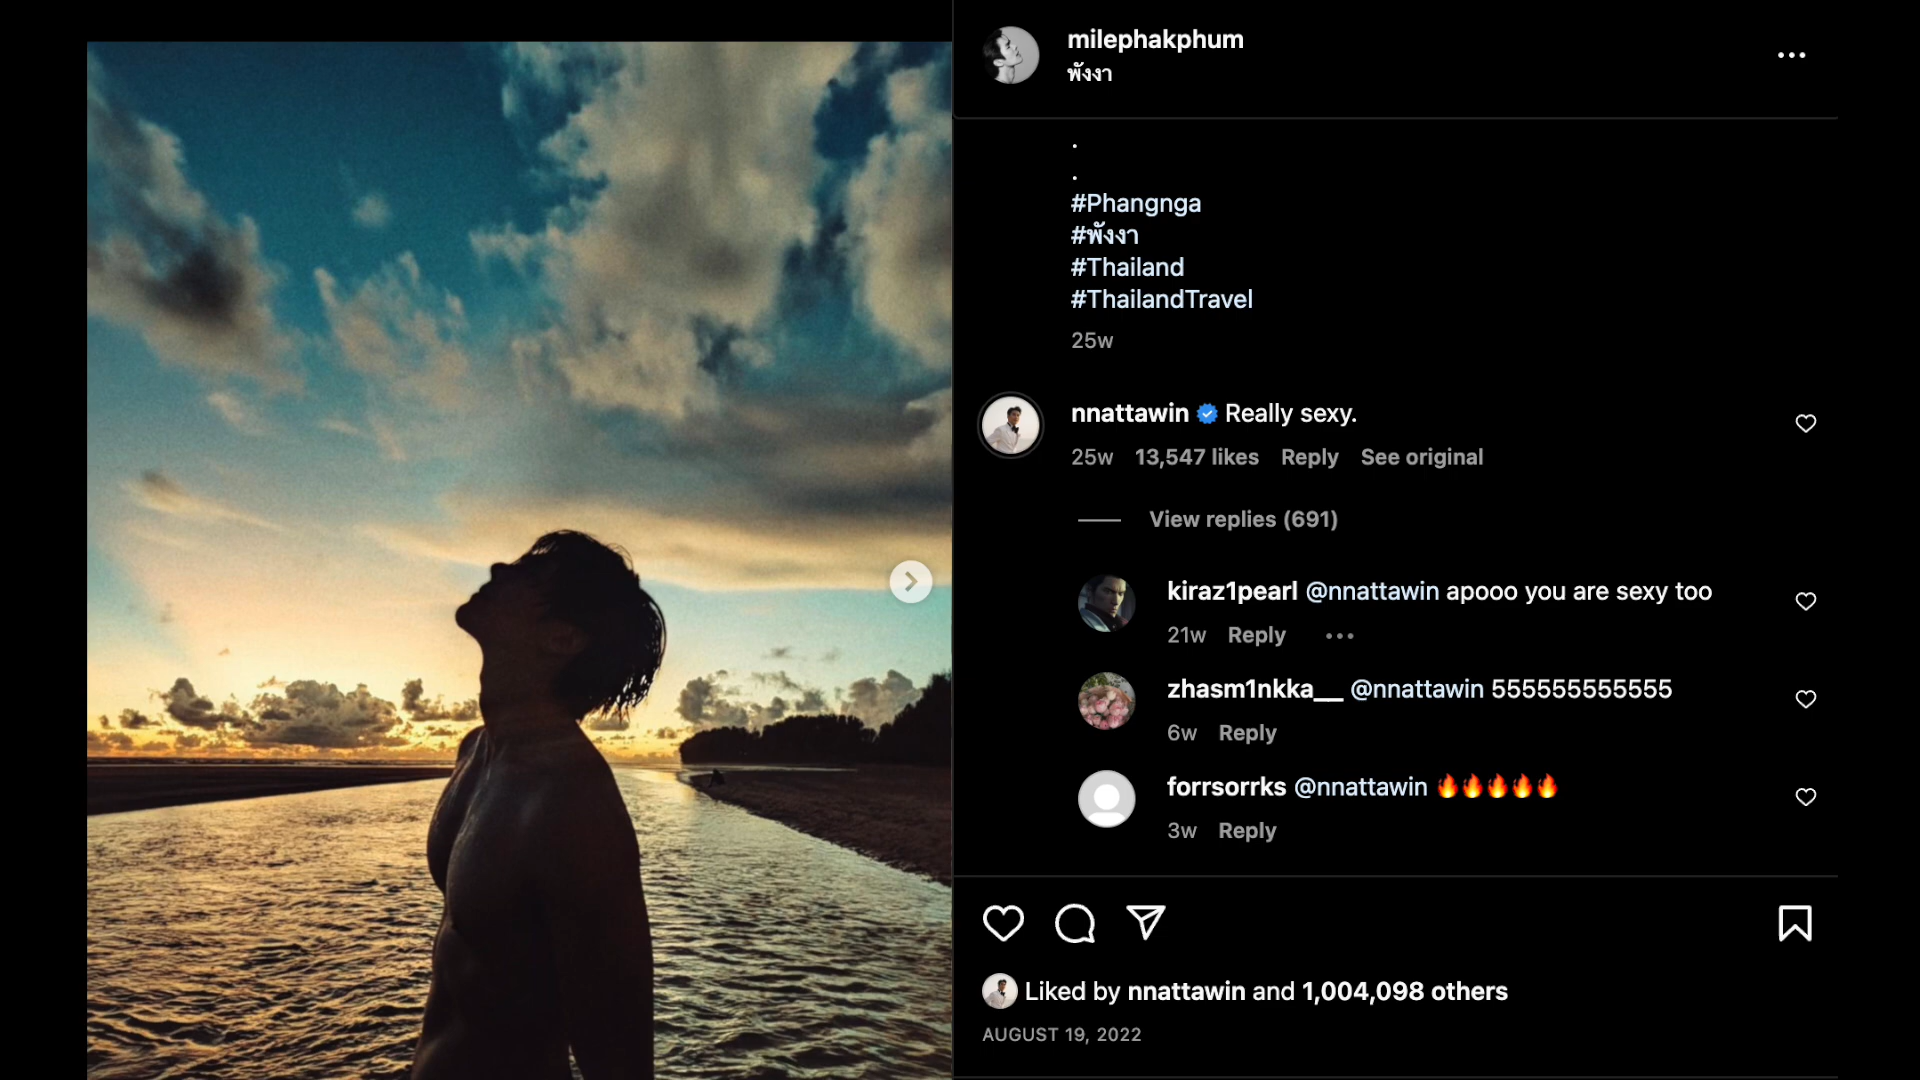 milephakphum
พังงา
.
.
#Phangnga
#พังงา
#Thailand
#ThailandTravel
25w
nnattawin Really sexy.
25w 13,547 likes Reply See original
View replies (691)
kiraz1pearl @nnattawin apooo you are sexy too
21w Reply
zhasm1nkka__ @nnattawin 555555555555
6w Reply
forrsorrks @nnattawin 🔥🔥🔥🔥🔥
3w Reply
Liked by nnattawin and 1,004,098 others
AUGUST 19, 2022